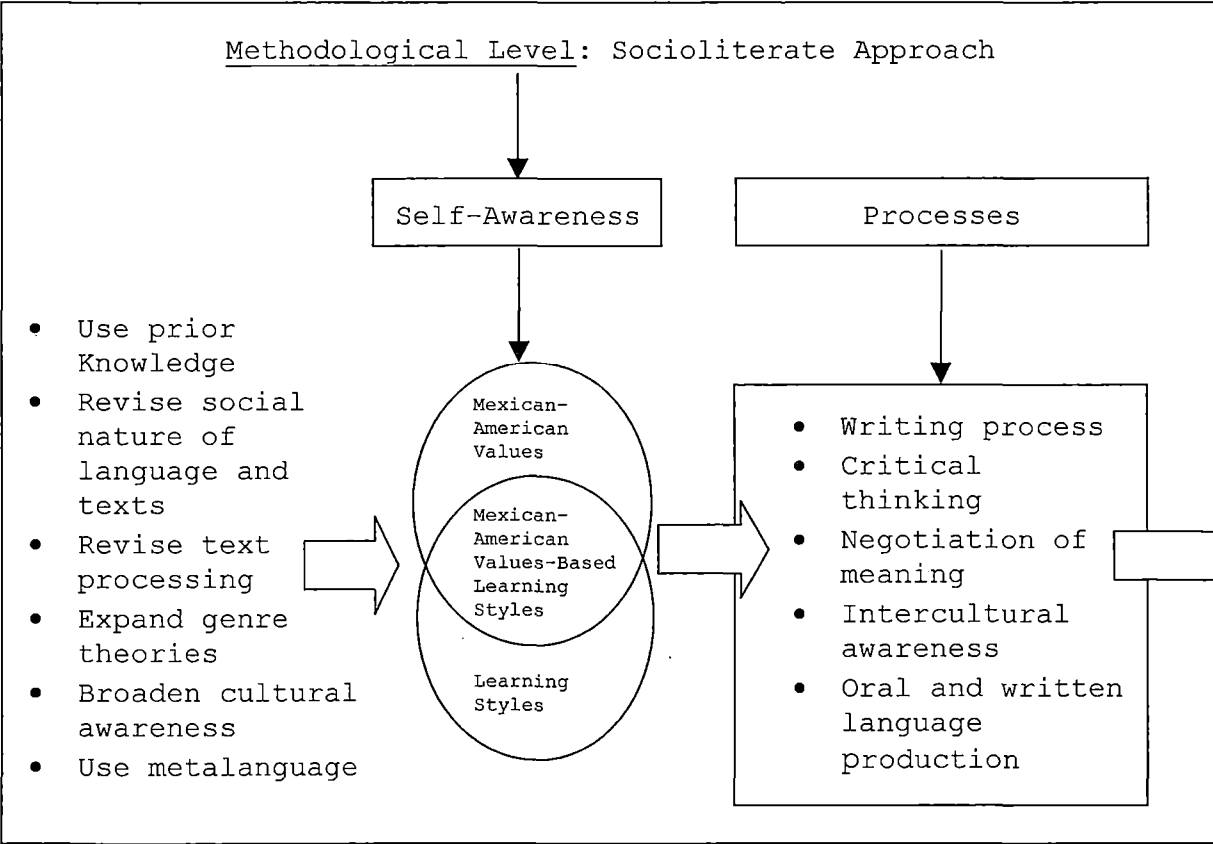 Methodological Level: Socioliterate Approach
Self-Awareness
Processes
• Use prior
Knowledge
• Revise social
nature of
language and
texts
• Revise text
processing
• Expand genre
theories
• Broaden cultural
awareness
• Use metalanguage
Mexican-
American
Values
Mexican-
American
Values-Based
Learning
Styles
Learning
Styles
• Writing process
• Critical
thinking
• Negotiation of
meaning
• Intercultural
awareness
• Oral and written
language
production